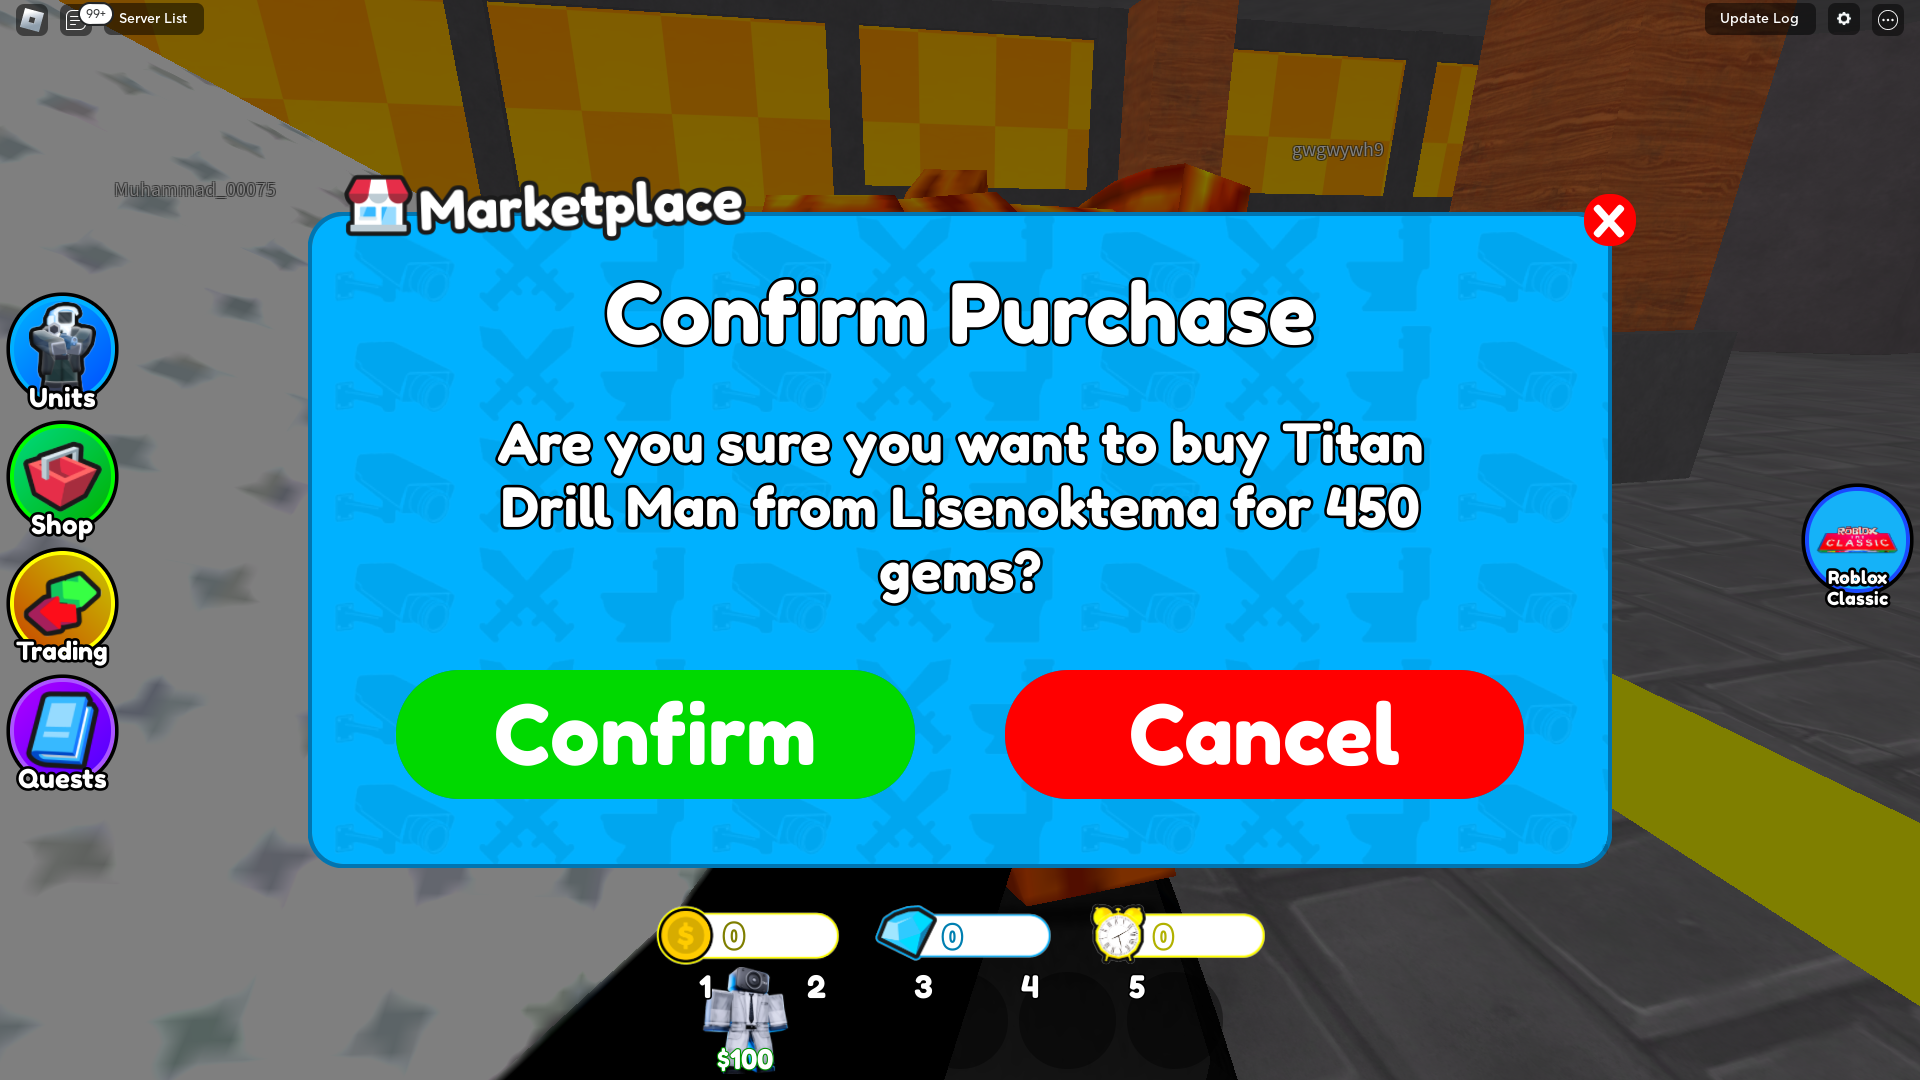 99+
Server List
Update Log
Muhammad_00075
gwgwywh9
Marketplace
Confirm Purchase
Are you sure you want to buy Titan
Drill Man from Lisenoktema for 450
gems?
Confirm
Cancel
Units
Shop
Trading
Quests
ROBLOX
THE
CLASSIC
Roblox
Classic
0
0
0
1
2
3
4
5
$100